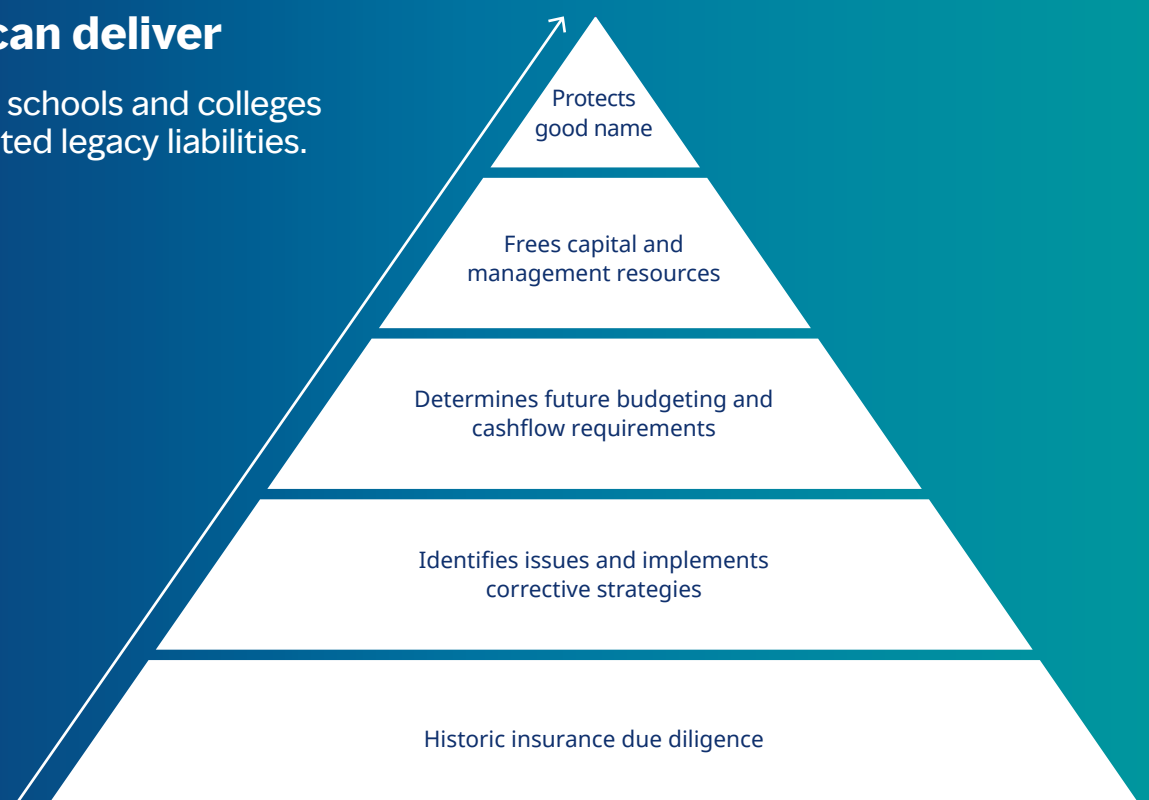 can deliver
schools and colleges
ted legacy liabilities.
Protects
good name
Frees capital and
management resources
Determines future budgeting and
cashflow requirements
Identifies issues and implements
corrective strategies
Historic insurance due diligence